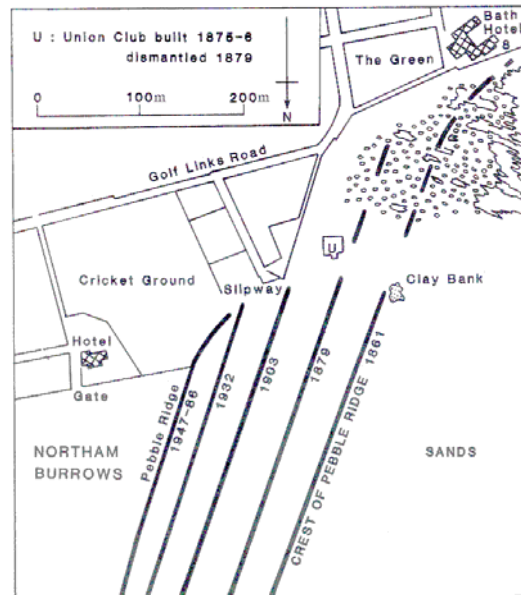 U : Union Club built 1875-6
dismantled 1879
0 100m 200m
N
Bath
Hotel
8
The Green
Golf Links Road
U
Cricket Ground
Slipway
Clay Bank
Hotel
Gate
Pebble Ridge
1947-86
1932
1903
1879
CREST OF PEBBLE RIDGE 1861
NORTHAM
BURROWS
SANDS